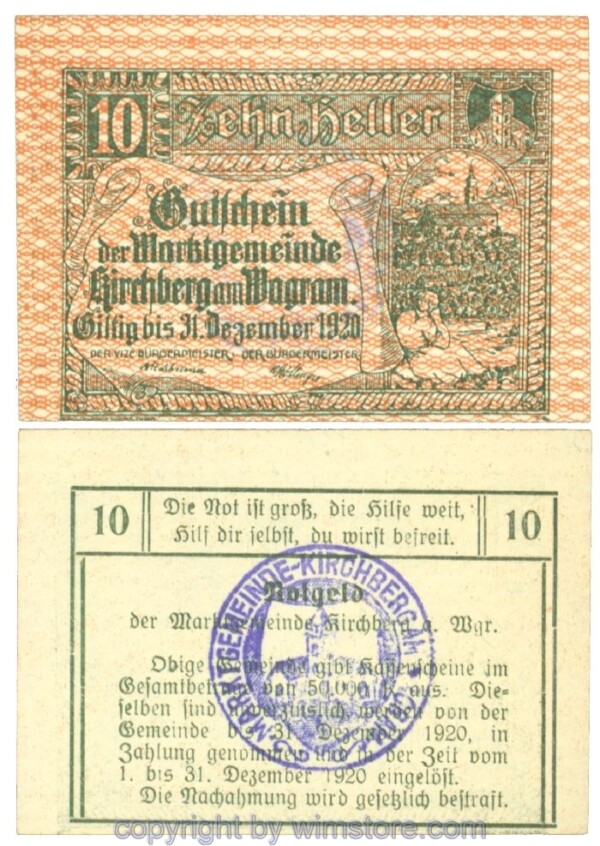 10 Zehn Heller
Gutschein
der Marktgemeinde
Kirchberg am Wagram.
Giltig bis 31. Dezember 1920
DER VIZEBÜRGERMEISTER: DER BÜRGERMEISTER
10 Die Not ist groß, die Hilfe weit, 10
Hilf dir selbst, du wirst befreit.
Notgeld
der Marktgemeinde Kirchberg a. Wgr.
Obige Gemeinde gibt Kassenscheine im
Gesamtbetrage von 50.000 K aus. Die-
selben sind unverzinslich, werden von der
Gemeinde bis 31. Dezember 1920, in
Zahlung genommen und in der Zeit vom
1. bis 31. Dezember 1920 eingelöst.
Die Nachahmung wird gesetzlich bestraft.
MARKTGEMEINDE-KIRCHBERG AM
copyright by wimstore.com